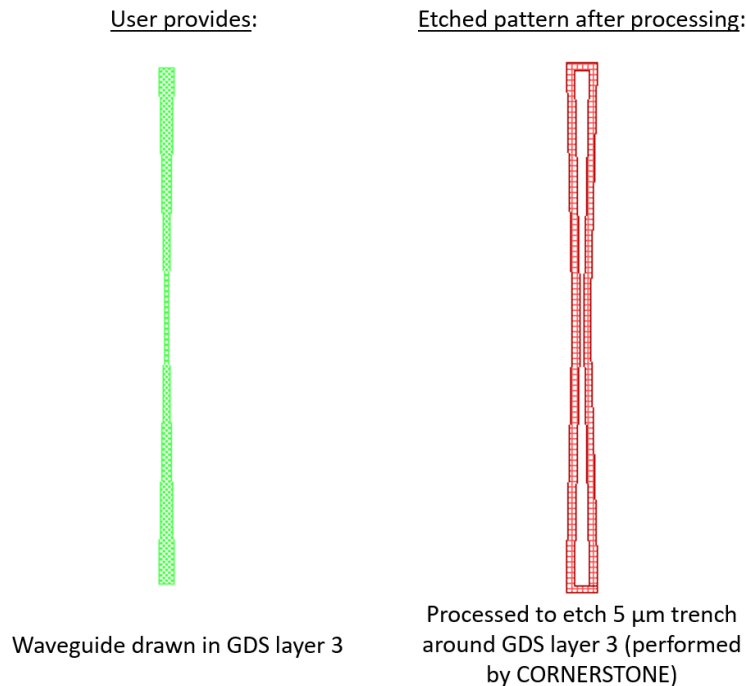 User provides:
Etched pattern after processing:
Waveguide drawn in GDS layer 3
Processed to etch 5 µm trench
around GDS layer 3 (performed
by CORNERSTONE)